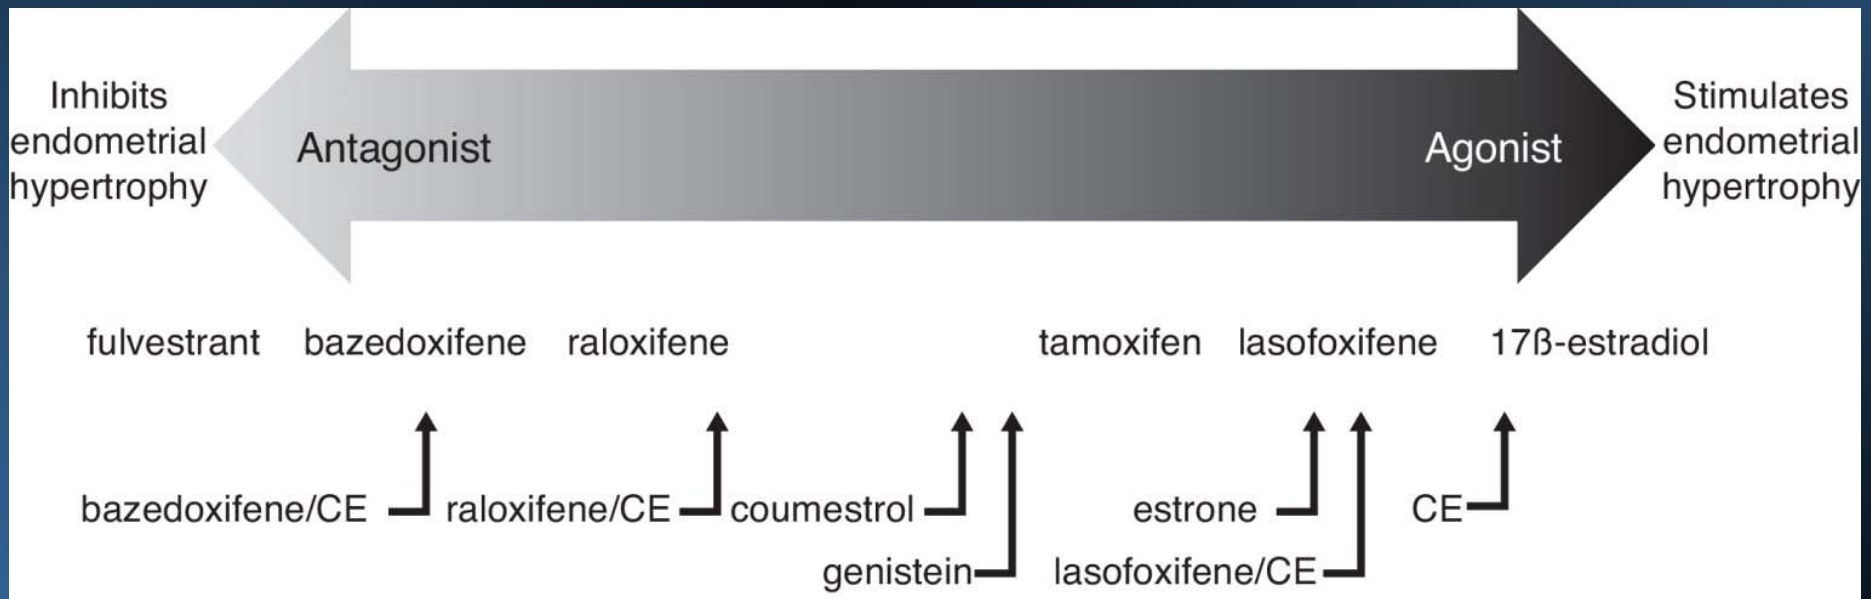 Inhibits
endometrial
hypertrophy
Antagonist
Agonist
Stimulates
endometrial
hypertrophy
fulvestrant bazedoxifene raloxifene tamoxifen lasofoxifene 17ß-estradiol
bazedoxifene/CE raloxifene/CE coumestrol estrone CE
genistein lasofoxifene/CE